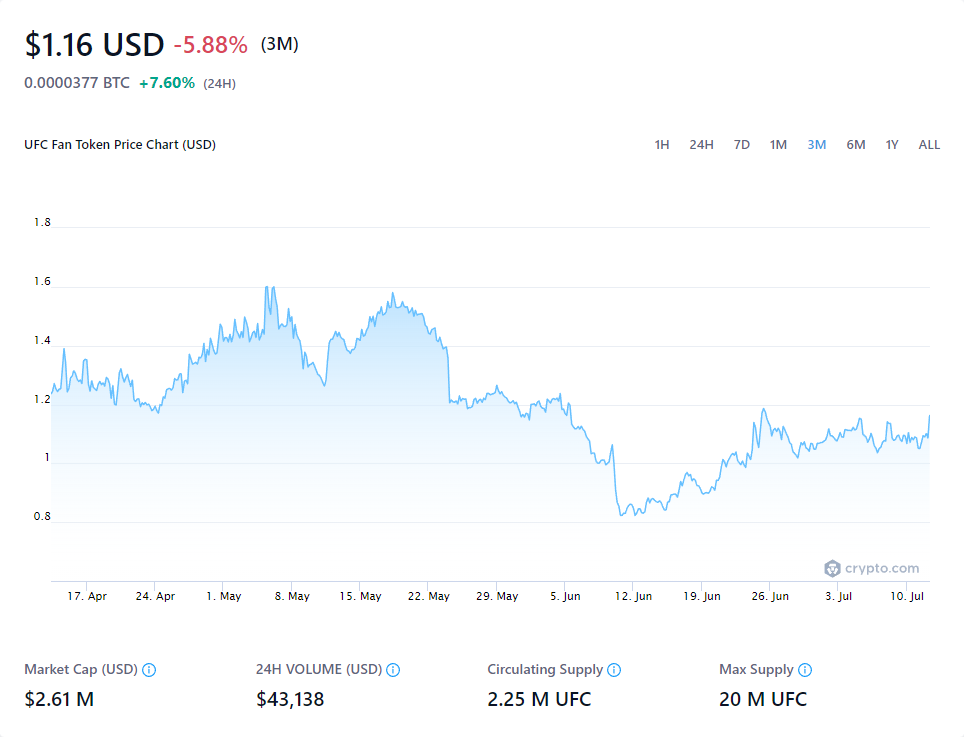 $1.16 USD -5.88% (3M)
0.0000377 BTC +7.60% (24H)
UFC Fan Token Price Chart (USD) 1H 24H 7D 1M 3M 6M 1Y ALL
1.8
1.6
1.4
1.2
1
0.8
crypto.com
17. Apr 24. Apr 1. May 8. May 15. May 22. May 29. May 5. Jun 12. Jun 19. Jun 26. Jun 3. Jul 10. Jul
Market Cap (USD) 24H VOLUME (USD) Circulating Supply Max Supply
$2.61 M $43,138 2.25 M UFC 20 M UFC